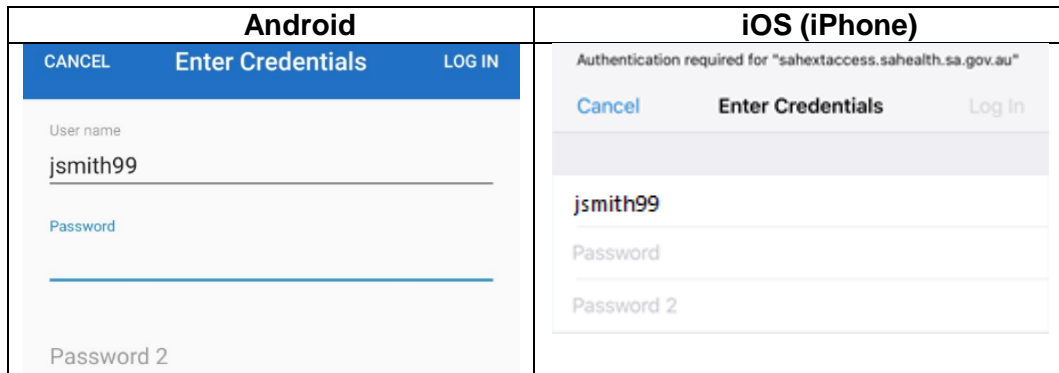 Android
CANCEL Enter Credentials LOG IN
User name
jsmith99
Password
Password 2
iOS (iPhone)
Authentication required for "sahextaccess.sahealth.sa.gov.au"
Cancel Enter Credentials Log In
jsmith99
Password
Password 2